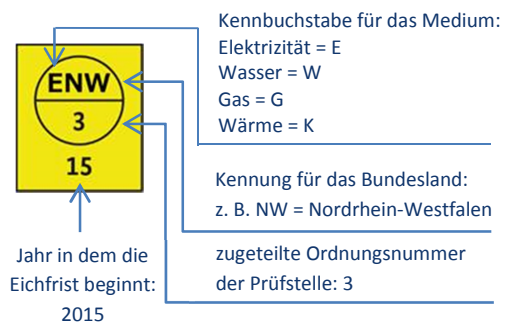 ENW
3
15
Kennbuchstabe für das Medium:
Elektrizität = E
Wasser = W
Gas = G
Wärme = K
Kennung für das Bundesland:
z. B. NW = Nordrhein-Westfalen
zugeteilte Ordnungsnummer
der Prüfstelle: 3
Jahr in dem die
Eichfrist beginnt:
2015